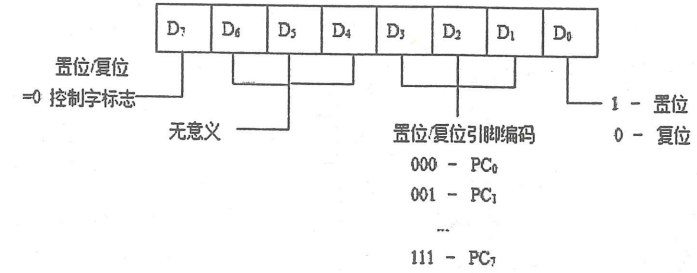 D₇ D₆ D₅ D₄ D₃ D₂ D₁ D₀
置位/复位
=0 控制字标志
无意义
置位/复位引脚编码
000 - PC₀
001 - PC₁
...
111 - PC₇
1 - 置位
0 - 复位